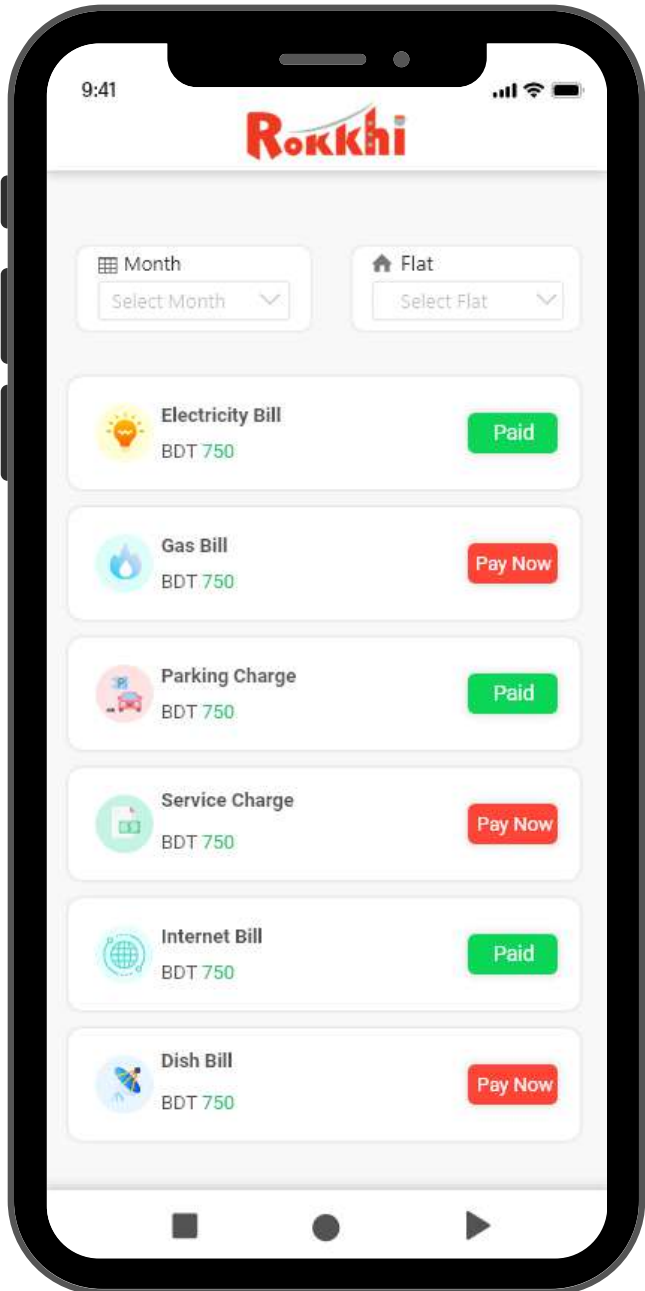 9:41
Rokkhi
Month
Flat
Select Month
Select Flat
Electricity Bill
BDT 750
Paid
Gas Bill
BDT 750
Pay Now
P
Parking Charge
BDT 750
Paid
Service Charge
BDT 750
Pay Now
Internet Bill
BDT 750
Paid
Dish Bill
BDT 750
Pay Now